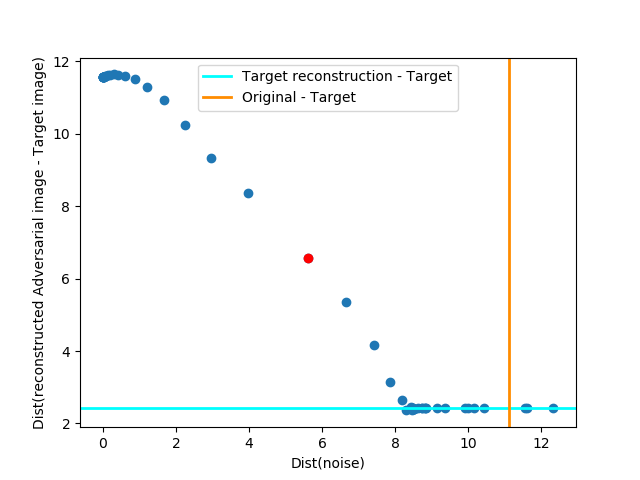 Target reconstruction - Target
Original - Target
Dist(reconstructed Adversarial image - Target image)
12
10
8
6
4
2
0 2 4 6 8 10 12
Dist(noise)